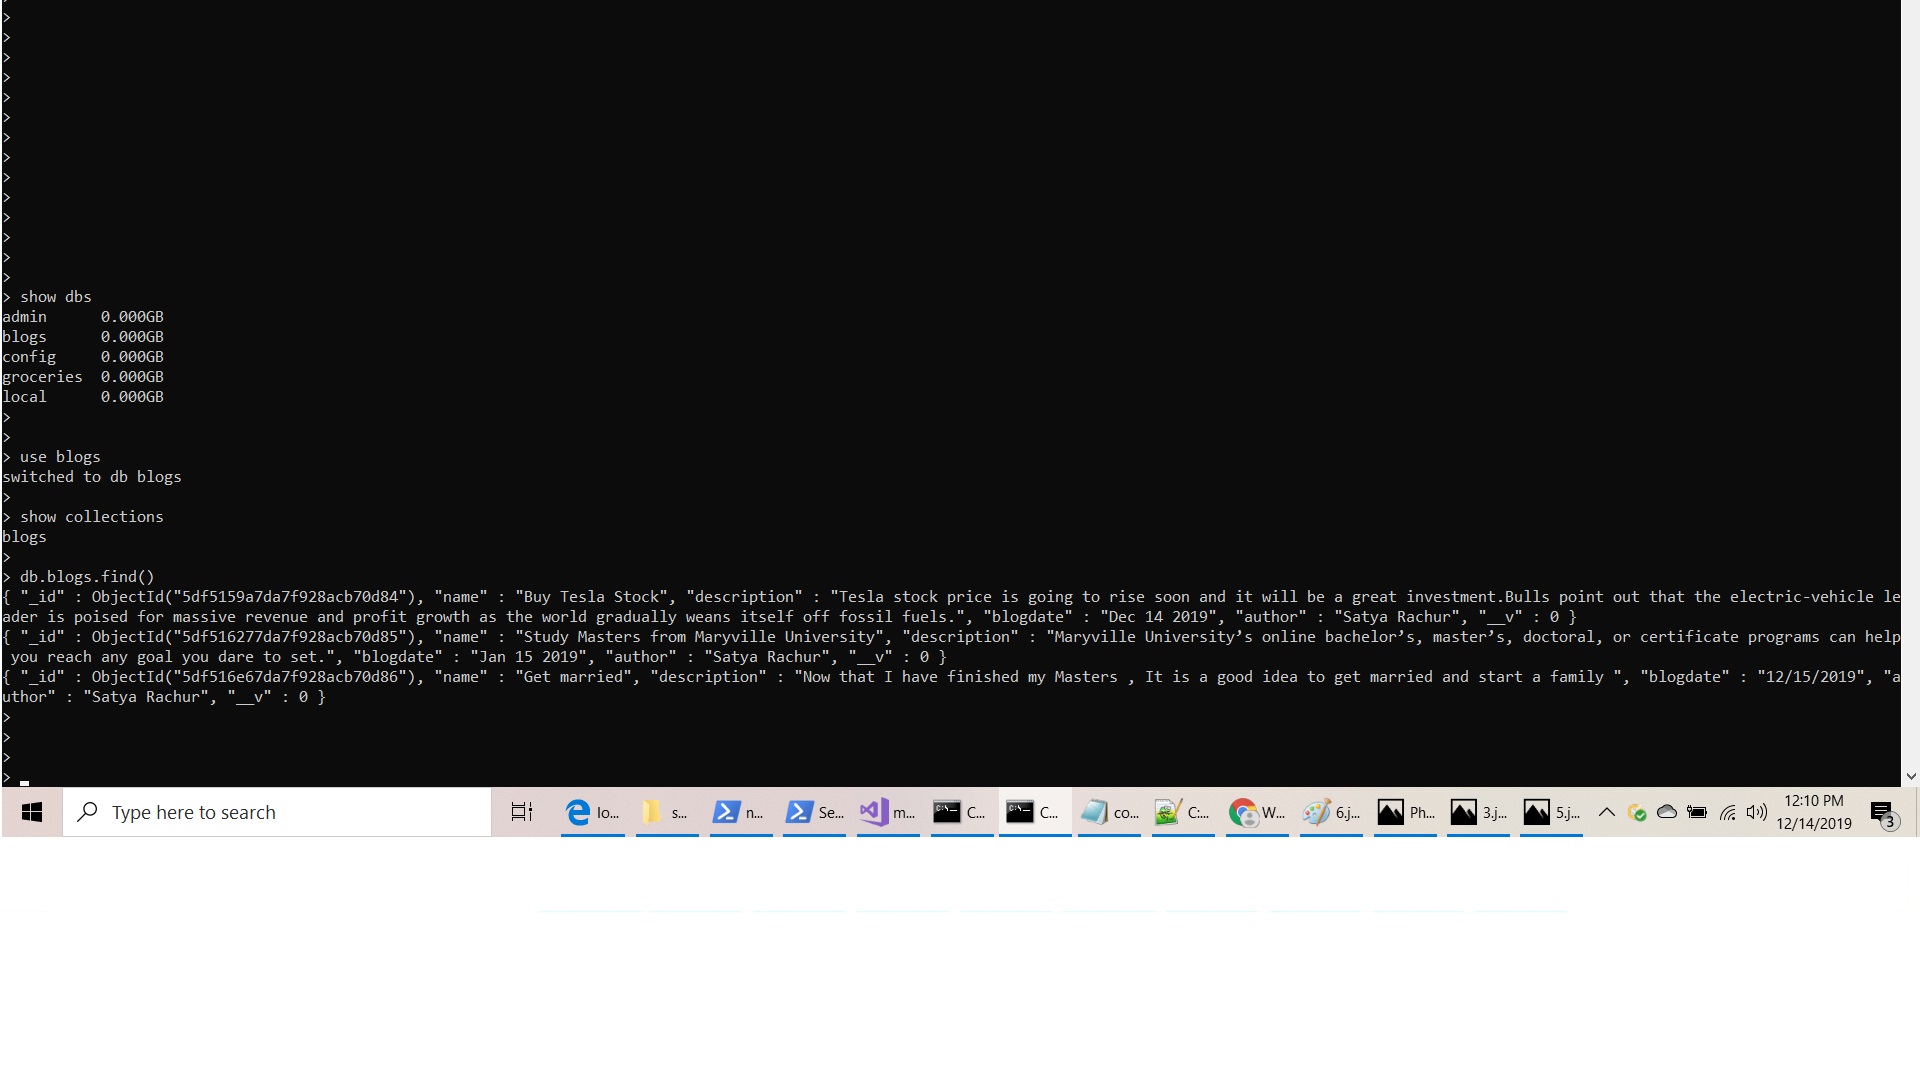 >
>
>
>
>
>
>
>
>
>
>
>
>
>
> show dbs
admin      0.000GB
blogs      0.000GB
config     0.000GB
groceries  0.000GB
local      0.000GB
>
>
> use blogs
switched to db blogs
>
> show collections
blogs
>
> db.blogs.find()
{ "_id" : ObjectId("5df5159a7da7f928acb70d84"), "name" : "Buy Tesla Stock", "description" : "Tesla stock price is going to rise soon and it will be a great investment.Bulls point out that the electric-vehicle le
ader is poised for massive revenue and profit growth as the world gradually weans itself off fossil fuels.", "blogdate" : "Dec 14 2019", "author" : "Satya Rachur", "__v" : 0 }
{ "_id" : ObjectId("5df516277da7f928acb70d85"), "name" : "Study Masters from Maryville University", "description" : "Maryville University’s online bachelor’s, master’s, doctoral, or certificate programs can help
 you reach any goal you dare to set.", "blogdate" : "Jan 15 2019", "author" : "Satya Rachur", "__v" : 0 }
{ "_id" : ObjectId("5df516e67da7f928acb70d86"), "name" : "Get married", "description" : "Now that I have finished my Masters , It is a good idea to get married and start a family ", "blogdate" : "12/15/2019", "a
uthor" : "Satya Rachur", "__v" : 0 }
>
>
>
>
Type here to search lo... s... n... Se... m... C... C... co... C:... W... 6.j... Ph... 3.j... 5.j... 12:10 PM
12/14/2019 3